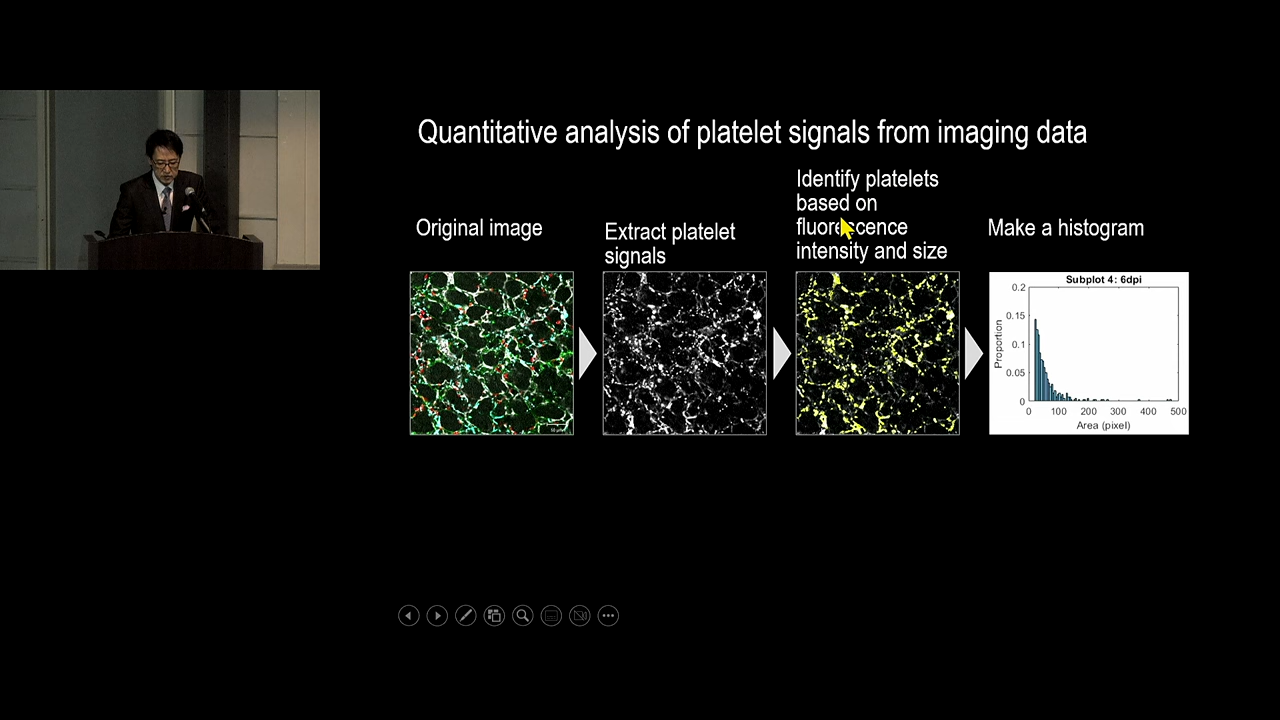 Quantitative analysis of platelet signals from imaging data
Original image
Extract platelet
signals
Identify platelets
based on
fluorescence
intensity and size
Make a histogram
Subplot 4: 6dpi
Proportion
0.2
0.15
0.1
0.05
0
0 100 200 300 400 500
Area (pixel)